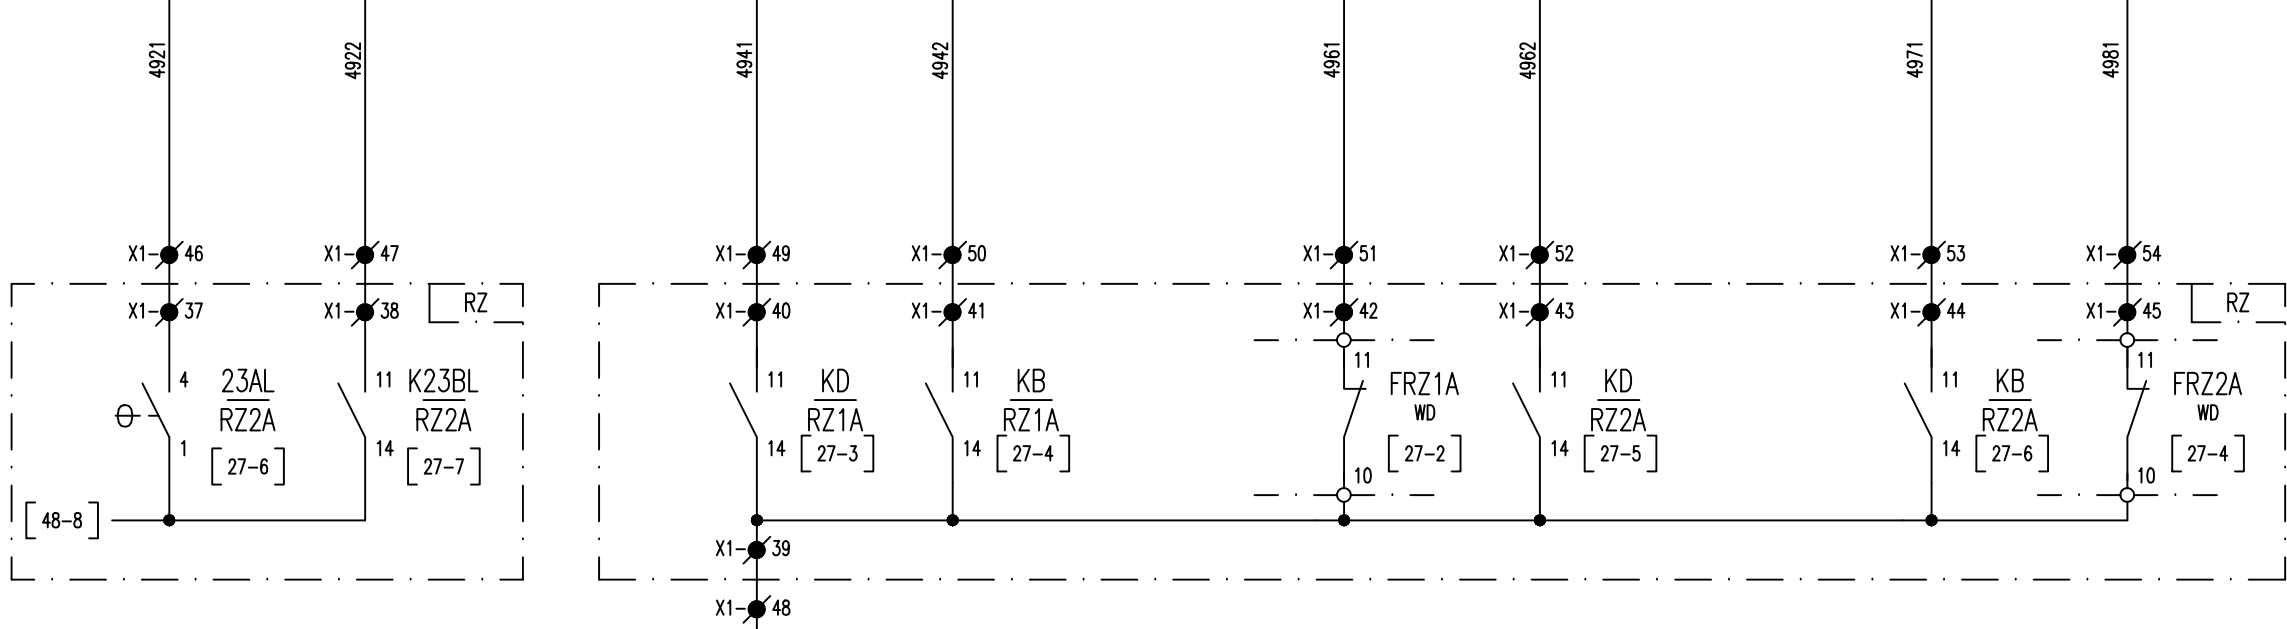 4921
4922
4941
4942
4961
4962
4971
4981
X1- 46
X1- 47
X1- 49
X1- 50
X1- 51
X1- 52
X1- 53
X1- 54
RZ
RZ
X1- 37
X1- 38
X1- 40
X1- 41
X1- 42
X1- 43
X1- 44
X1- 45
4 23AL
RZ2A
1
27-6
11 K23BL
RZ2A
14
27-7
11 KD
RZ1A
14 27-3
11 KB
RZ1A
14 27-4
11
FRZ1A
WD
27-2
10
11 KD
RZ2A
14 27-5
11 KB
RZ2A
14 27-6
11
FRZ2A
WD
27-4
10
48-8
X1- 39
X1- 48